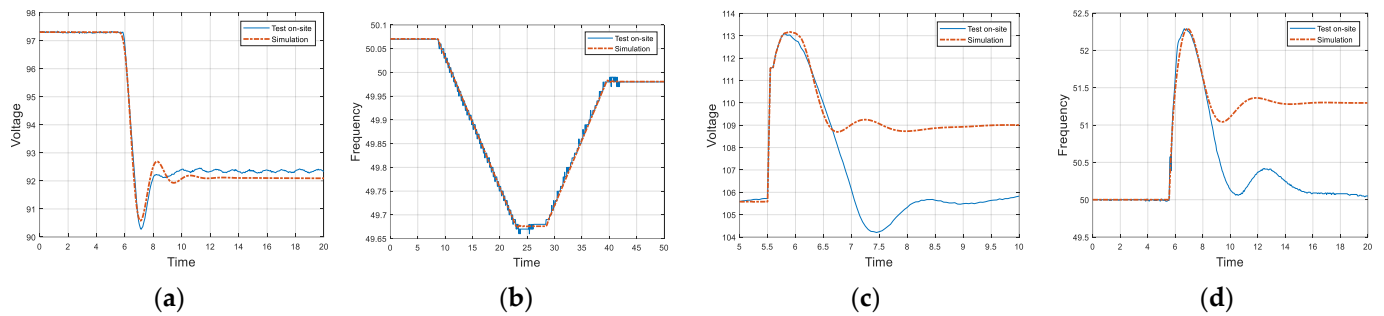 98
97
96
95
94
93
92
91
90
Voltage
Test on-site
Simulation
0 2 4 6 8 10 12 14 16 18 20
Time
(a)
50.1
50.05
50
49.95
49.9
49.85
49.8
49.75
49.7
49.65
Frequency
Test on-site
Simulation
0 5 10 15 20 25 30 35 40 45 50
Time
(b)
114
113
112
111
110
109
108
107
106
105
104
Voltage
Test on-site
Simulation
5 5.5 6 6.5 7 7.5 8 8.5 9 9.5 10
Time
(c)
52.5
52
51.5
51
50.5
50
49.5
Frequency
Test on-site
Simulation
0 2 4 6 8 10 12 14 16 18 20
Time
(d)